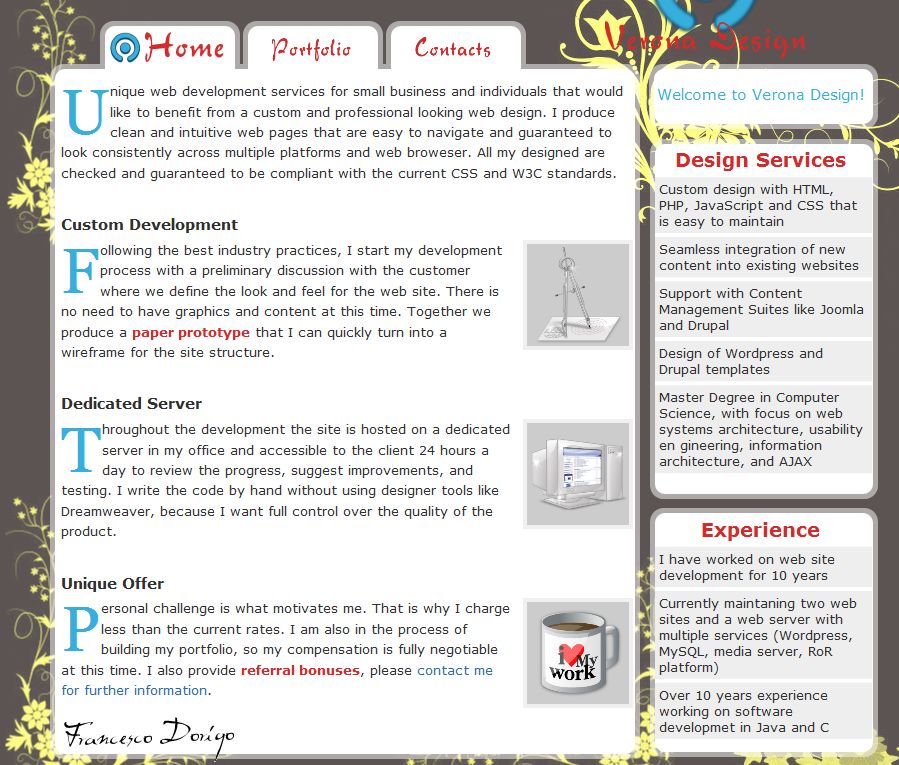 Home Portfolio Contacts
Verona Design
Unique web development services for small business and individuals that would
like to benefit from a custom and professional looking web design. I produce
clean and intuitive web pages that are easy to navigate and guaranteed to
look consistently across multiple platforms and web broweser. All my designed are
checked and guaranteed to be compliant with the current CSS and W3C standards.
Custom Development
Following the best industry practices, I start my development
process with a preliminary discussion with the customer
where we define the look and feel for the web site. There is
no need to have graphics and content at this time. Together we
produce a paper prototype that I can quickly turn into a
wireframe for the site structure.
Dedicated Server
Throughout the development the site is hosted on a dedicated
server in my office and accessible to the client 24 hours a
day to review the progress, suggest improvements, and
testing. I write the code by hand without using designer tools like
Dreamweaver, because I want full control over the quality of the
product.
Unique Offer
Personal challenge is what motivates me. That is why I charge
less than the current rates. I am also in the process of
building my portfolio, so my compensation is fully negotiable
at this time. I also provide referral bonuses, please contact me
for further information.
i My
work
Francesco Dorigo
Welcome to Verona Design!
Design Services
Custom design with HTML,
PHP, JavaScript and CSS that
is easy to maintain
Seamless integration of new
content into existing websites
Support with Content
Management Suites like Joomla
and Drupal
Design of Wordpress and
Drupal templates
Master Degree in Computer
Science, with focus on web
systems architecture, usability
en gineering, information
architecture, and AJAX
Experience
I have worked on web site
development for 10 years
Currently maintaning two web
sites and a web server with
multiple services (Wordpress,
MySQL, media server, RoR
platform)
Over 10 years experience
working on software
developmet in Java and C